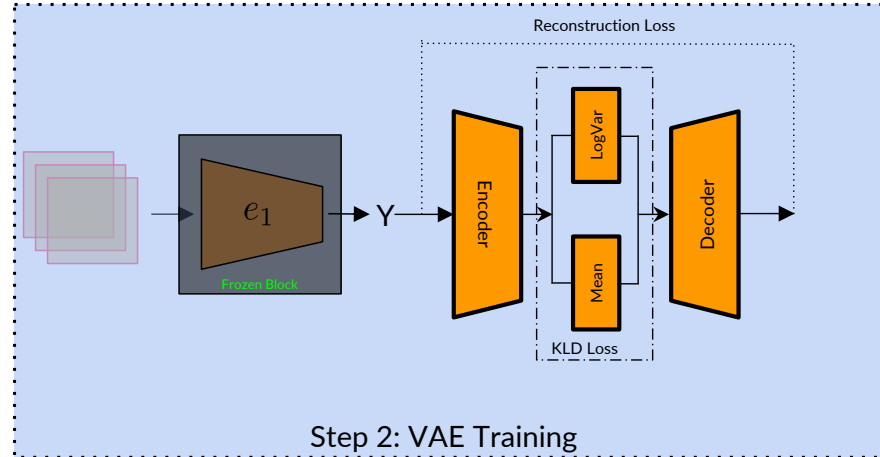 Reconstruction Loss
LogVar
e₁
Y
Encoder
Decoder
Frozen Block
Mean
KLD Loss
Step 2: VAE Training